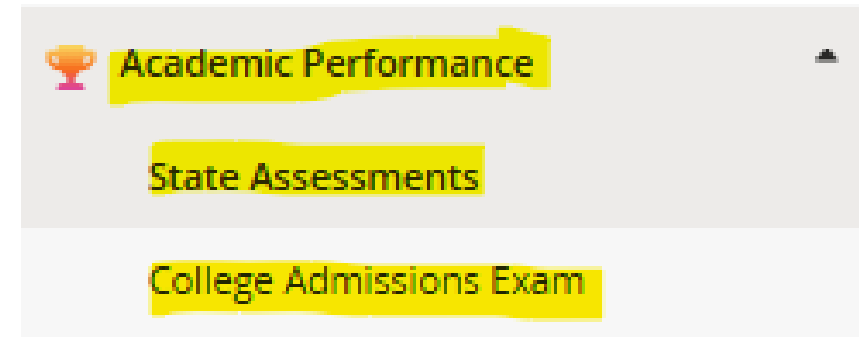 Academic Performance
State Assessments
College Admissions Exam